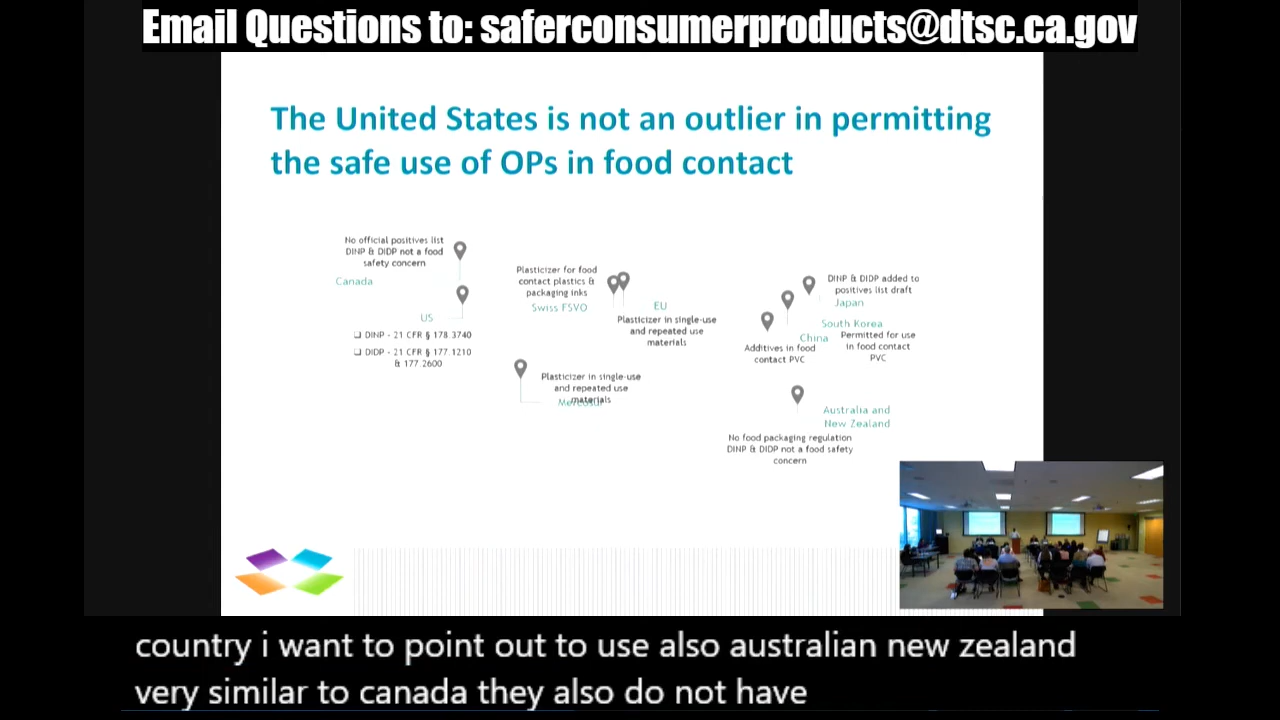 Email Questions to: saferconsumerproducts@dtsc.ca.gov
The United States is not an outlier in permitting
the safe use of OPs in food contact
No official positives list
DINP & DIDP not a food
safety concern
Canada
US
❑ DINP - 21 CFR § 178.3740
❑ DIDP - 21 CFR § 177.1210
& 177.2600
Plasticizer for food
contact plastics &
packaging inks
Swiss FSVO
EU
Plasticizer in single-use
and repeated use
materials
Plasticizer in single-use
and repeated use
materials
Mercosur
DINP & DIDP added to
positives list draft
Japan
South Korea
Permitted for use
in food contact
PVC
China
Additives in food
contact PVC
Australia and
New Zealand
No food packaging regulation
DINP & DIDP not a food safety
concern
country i want to point out to use also australian new zealand
very similar to canada they also do not have